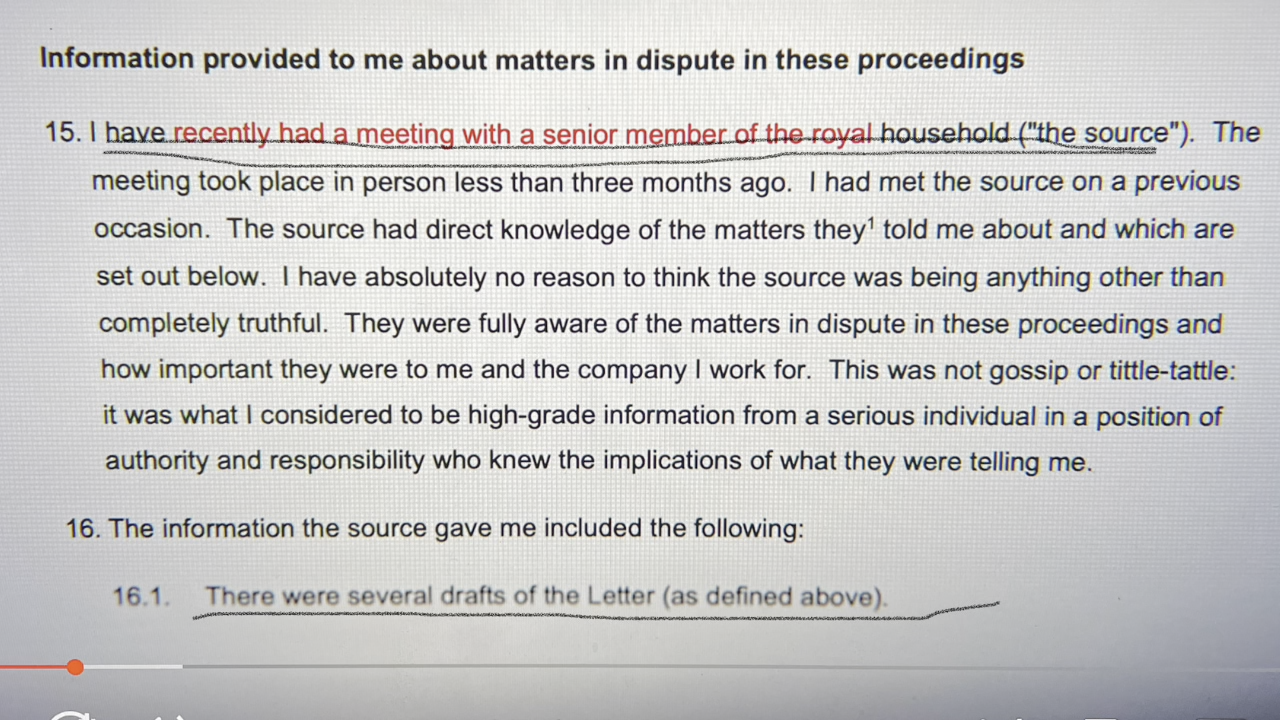 Information provided to me about matters in dispute in these proceedings
15. I have recently had a meeting with a senior member of the royal household ("the source"). The
meeting took place in person less than three months ago. I had met the source on a previous
occasion. The source had direct knowledge of the matters they¹ told me about and which are
set out below. I have absolutely no reason to think the source was being anything other than
completely truthful. They were fully aware of the matters in dispute in these proceedings and
how important they were to me and the company I work for. This was not gossip or tittle-tattle:
it was what I considered to be high-grade information from a serious individual in a position of
authority and responsibility who knew the implications of what they were telling me.
16. The information the source gave me included the following:
16.1. There were several drafts of the Letter (as defined above).